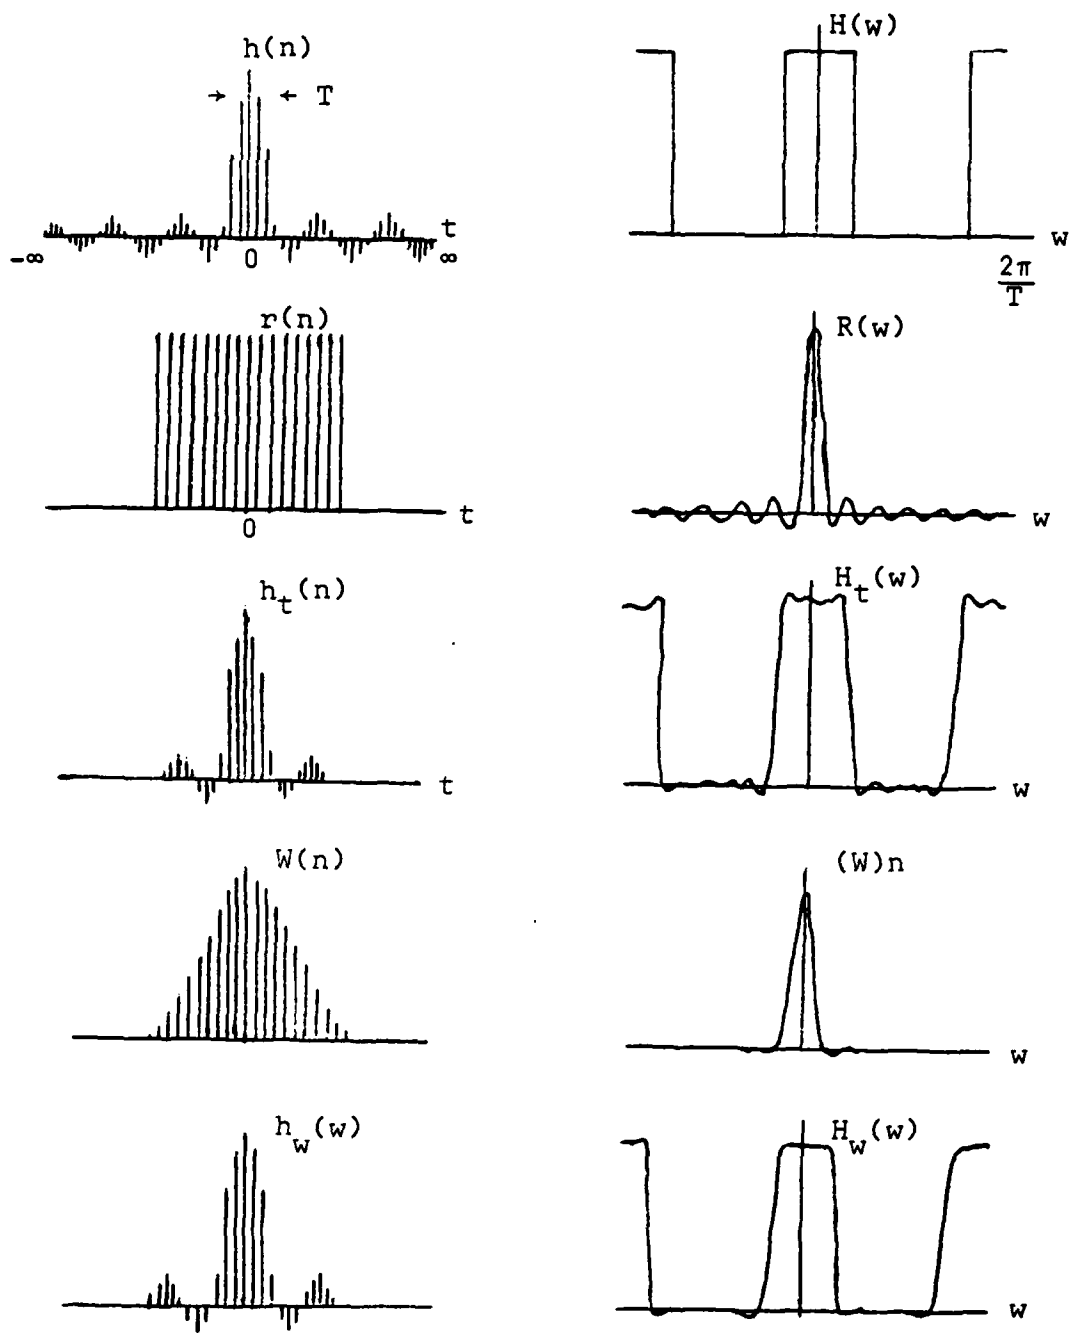 h(n)
H(w)
→ ← T
t
-∞ 0 ∞
w
2π
T
r(n)
R(w)
0
t
w
h_t(n)
H_t(w)
t
w
W(n)
(W)n
w
h_w(w)
H_w(w)
w